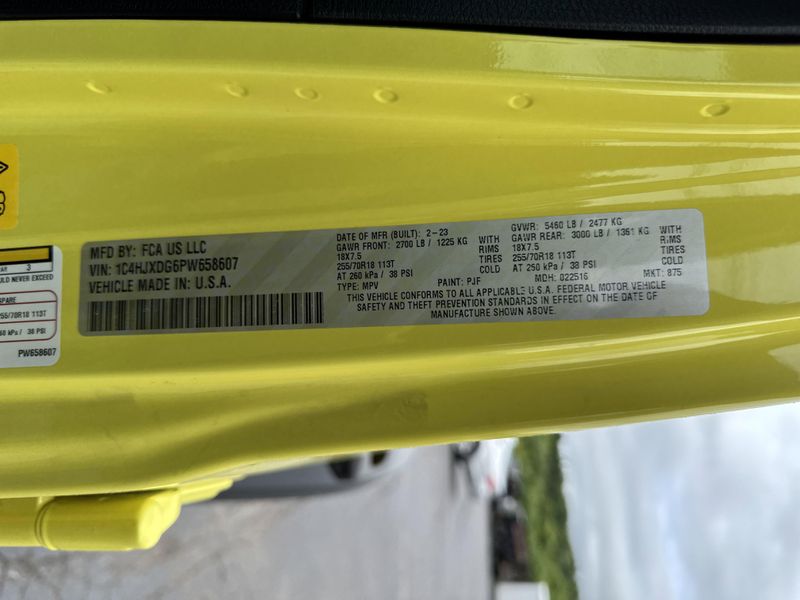 MFD BY: FCA US LLC
VIN: 1C4HJXDG6PW658607
VEHICLE MADE IN: U.S.A.
DATE OF MFR (BUILT): 2-23
GAWR FRONT: 2700 LB / 1225 KG WITH
18X7.5 RIMS
255/70R18 113T TIRES
AT 260 kPa / 38 PSI COLD
TYPE: MPV
GVWR: 5460 LB / 2477 KG
GAWR REAR: 3000 LB / 1361 KG WITH
18X7.5 RIMS
255/70R18 113T TIRES
AT 260 kPa / 38 PSI COLD
PAINT: PJF MDH: 022516 MKT: 875
THIS VEHICLE CONFORMS TO ALL APPLICABLE U.S.A. FEDERAL MOTOR VEHICLE
SAFETY AND THEFT PREVENTION STANDARDS IN EFFECT ON THE DATE OF
MANUFACTURE SHOWN ABOVE.
3
NEVER EXCEED
255/70R18 113T
38 PSI
PW658607